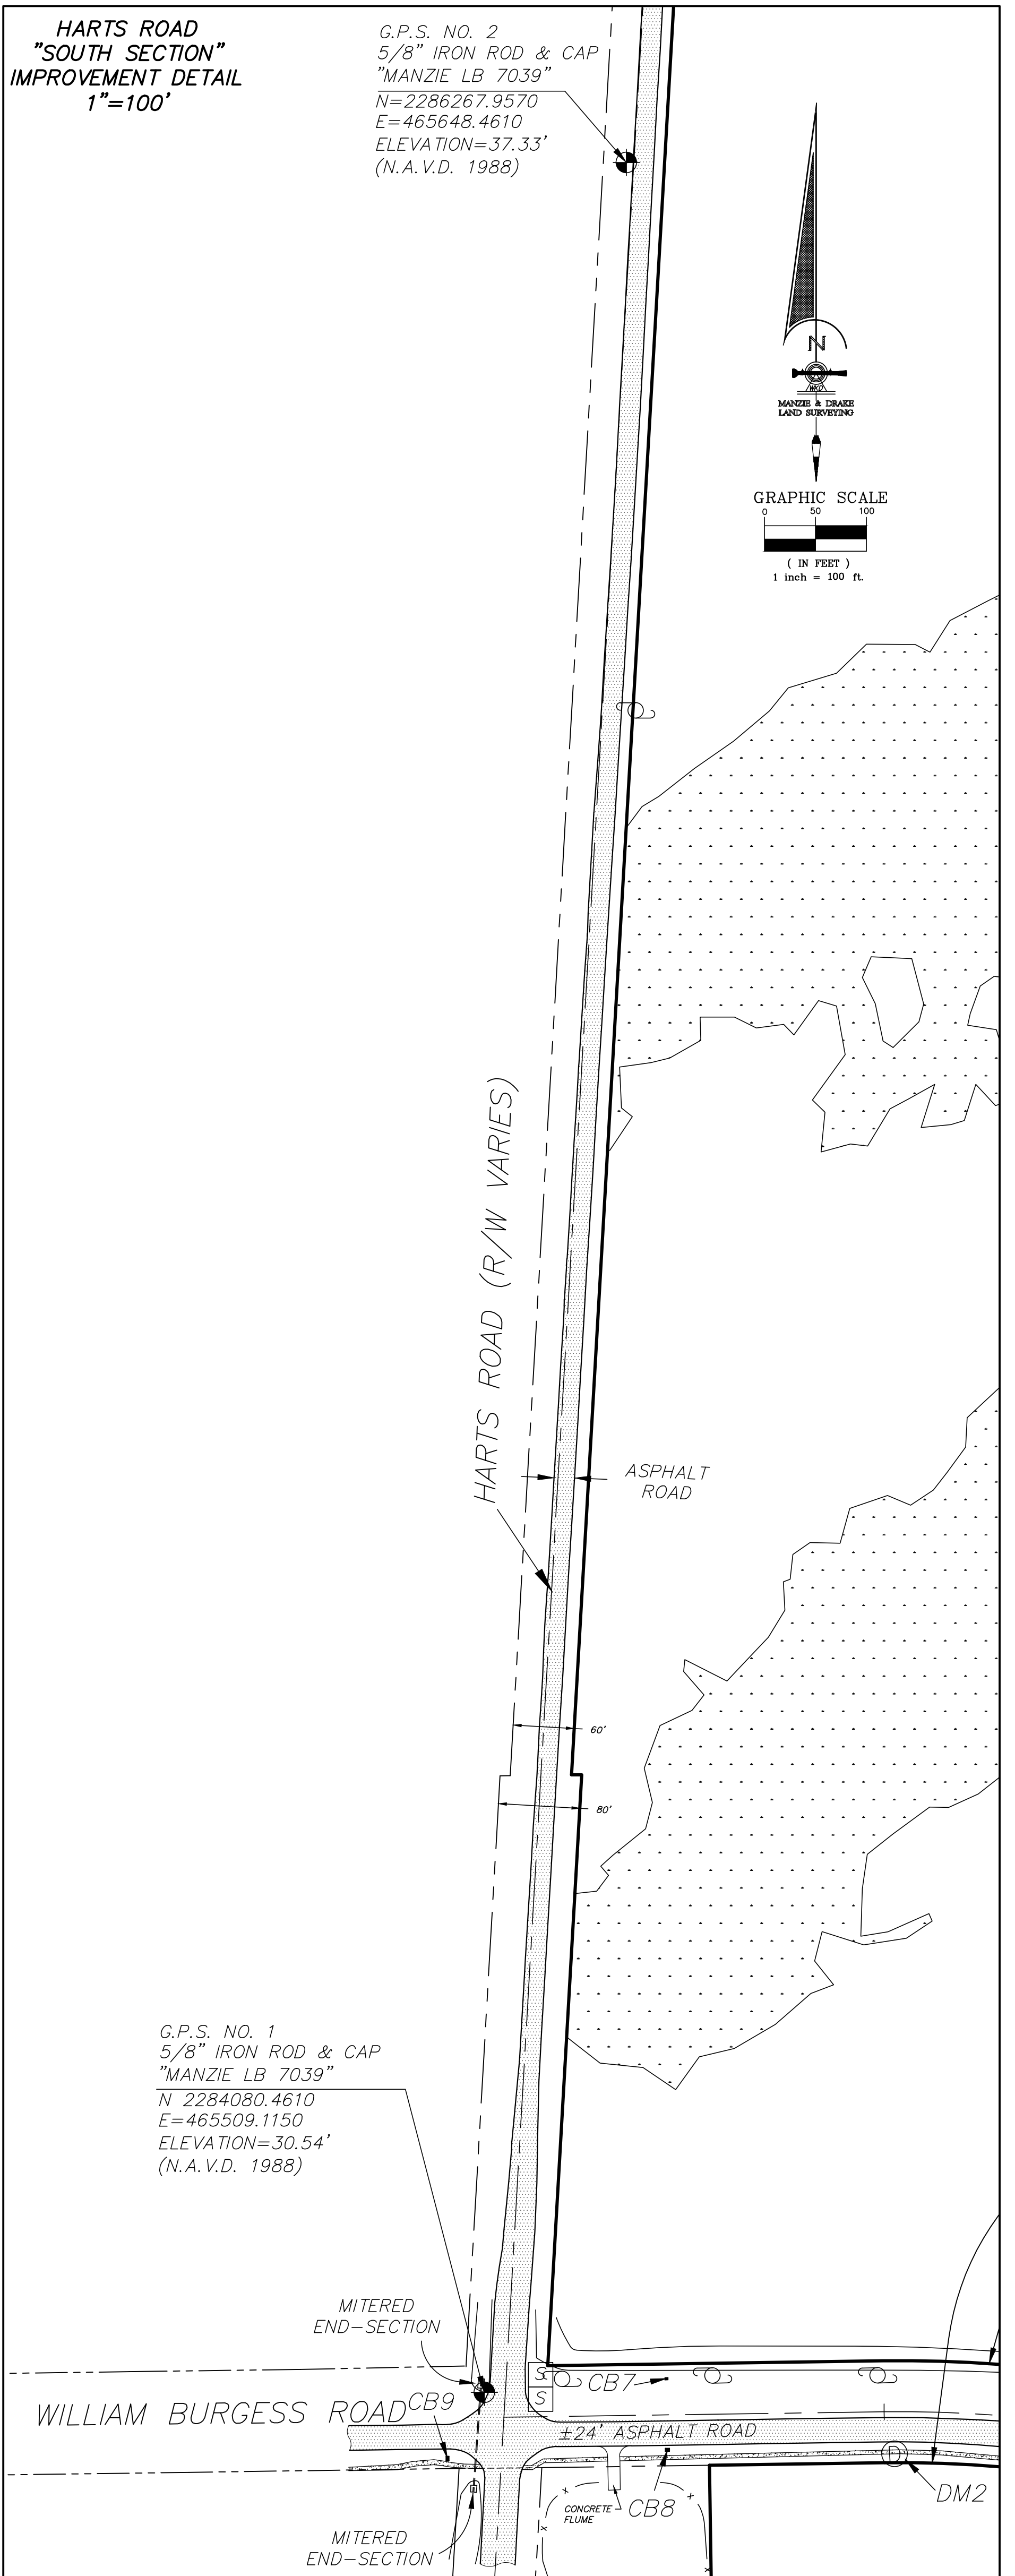 HARTS ROAD
"SOUTH SECTION"
IMPROVEMENT DETAIL
1"=100'
G.P.S. NO. 2
5/8" IRON ROD & CAP
"MANZIE LB 7039"
N=2286267.9570
E=465648.4610
ELEVATION=37.33'
(N.A.V.D. 1988)
N
WKD
MANZIE & DRAKE
LAND SURVEYING
GRAPHIC SCALE
0 50 100
( IN FEET )
1 inch = 100 ft.
HARTS ROAD (R/W VARIES)
ASPHALT
ROAD
60'
80'
G.P.S. NO. 1
5/8" IRON ROD & CAP
"MANZIE LB 7039"
N 2284080.4610
E=465509.1150
ELEVATION=30.54'
(N.A.V.D. 1988)
MITERED
END-SECTION
S
S
CB7
WILLIAM BURGESS ROAD
CB9
±24' ASPHALT ROAD
D
DM2
CONCRETE
FLUME
CB8
MITERED
END-SECTION